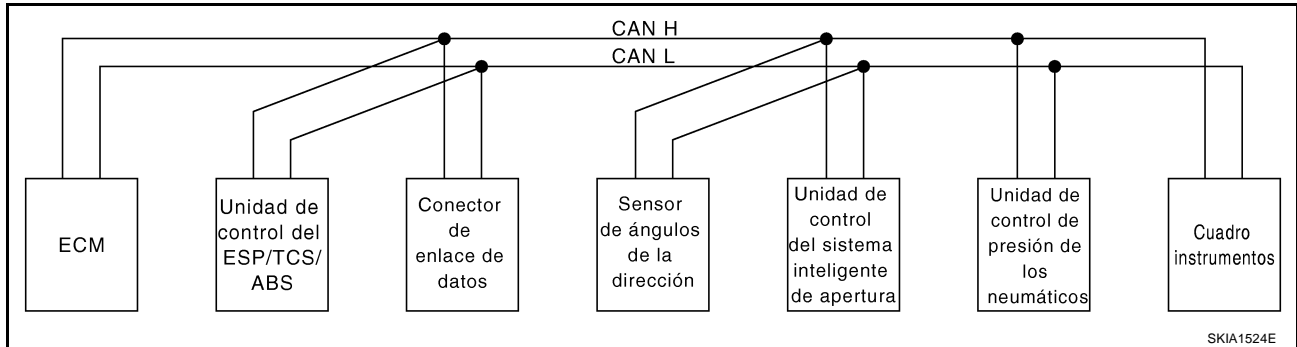 CAN H
CAN L
ECM
Unidad de
control del
ESP/TCS/
ABS
Conector
de
enlace de
datos
Sensor
de ángulos
de la
dirección
Unidad de
control
del sistema
inteligente
de apertura
Unidad de
control de
presión de
los
neumáticos
Cuadro
instrumentos
SKIA1524E